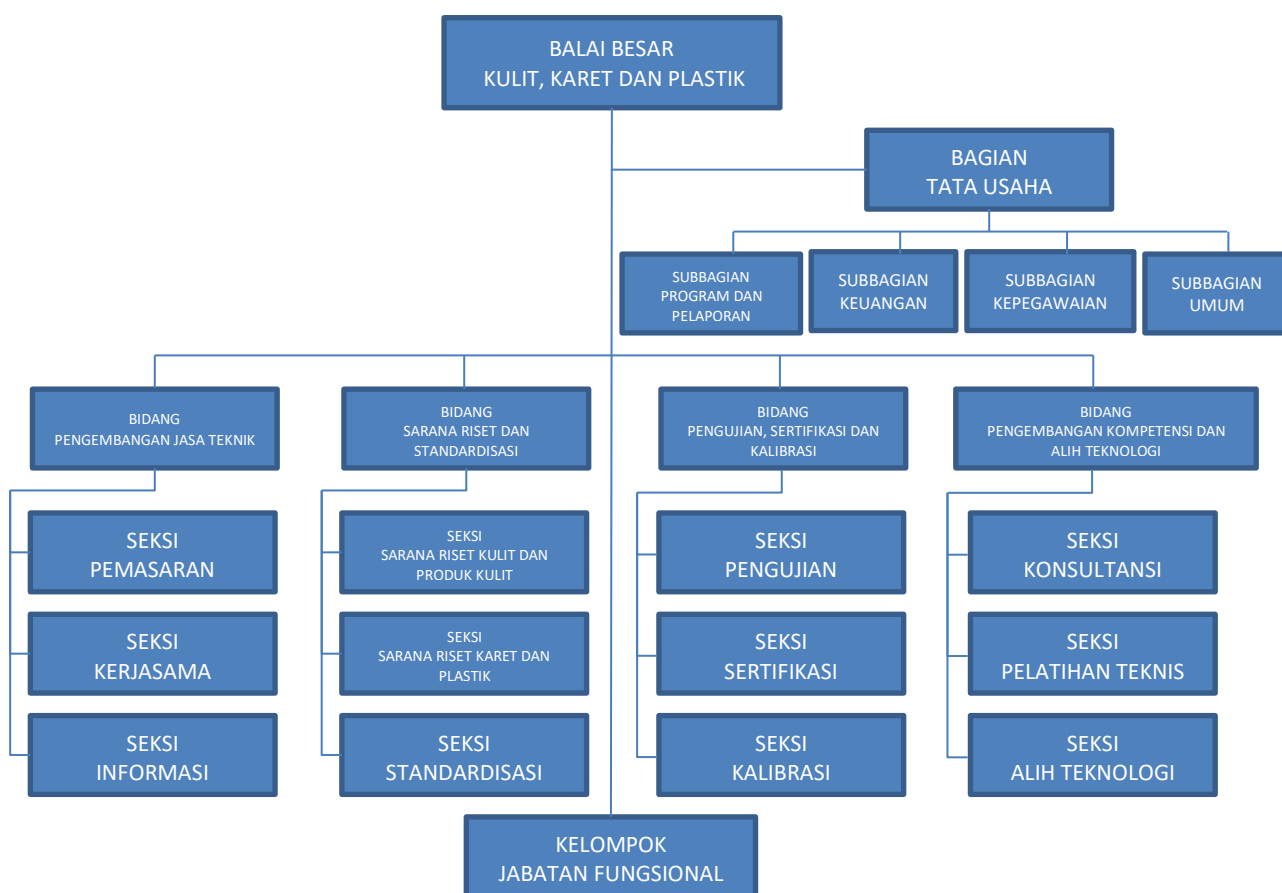 BALAI BESAR
KULIT, KARET DAN PLASTIK
BAGIAN
TATA USAHA
SUBBAGIAN
PROGRAM DAN
PELAPORAN
SUBBAGIAN
KEUANGAN
SUBBAGIAN
KEPEGAWAIAN
SUBBAGIAN
UMUM
BIDANG
PENGEMBANGAN JASA TEKNIK
BIDANG
SARANA RISET DAN
STANDARDISASI
BIDANG
PENGUJIAN, SERTIFIKASI DAN
KALIBRASI
BIDANG
PENGEMBANGAN KOMPETENSI DAN
ALIH TEKNOLOGI
SEKSI
PEMASARAN
SEKSI
SARANA RISET KULIT DAN
PRODUK KULIT
SEKSI
PENGUJIAN
SEKSI
KONSULTANSI
SEKSI
KERJASAMA
SEKSI
SARANA RISET KARET DAN
PLASTIK
SEKSI
SERTIFIKASI
SEKSI
PELATIHAN TEKNIS
SEKSI
INFORMASI
SEKSI
STANDARDISASI
SEKSI
KALIBRASI
SEKSI
ALIH TEKNOLOGI
KELOMPOK
JABATAN FUNGSIONAL